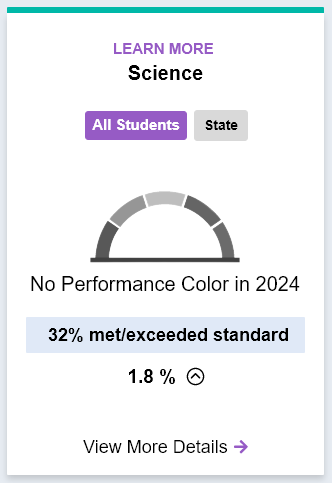 LEARN MORE
Science
All Students State
No Performance Color in 2024
32% met/exceeded standard
1.8 %
View More Details